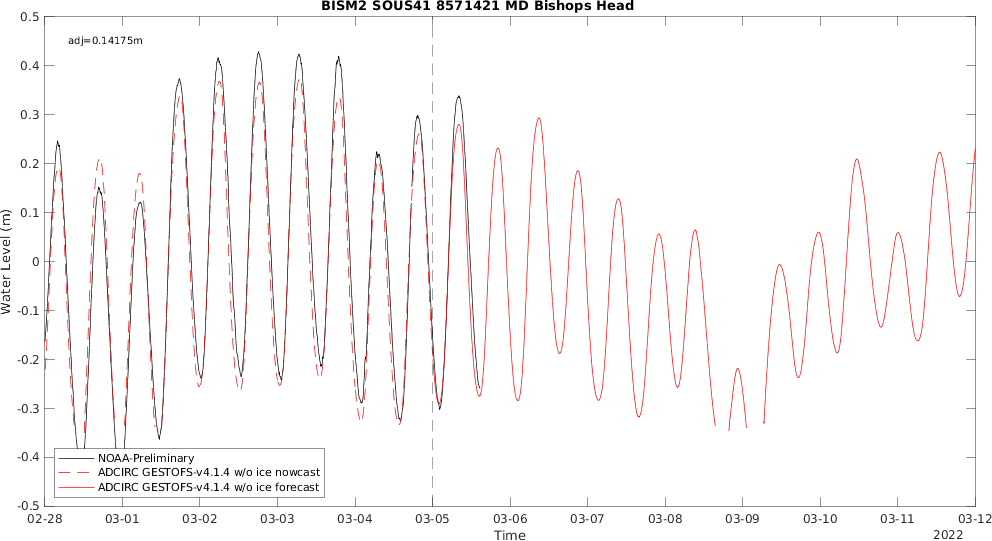 BISM2 SOUS41 8571421 MD Bishops Head
adj=0.14175m
0.5
0.4
0.3
0.2
0.1
0
-0.1
-0.2
-0.3
-0.4
-0.5
Water Level (m)
NOAA-Preliminary
ADCIRC GESTOFS-v4.1.4 w/o ice nowcast
ADCIRC GESTOFS-v4.1.4 w/o ice forecast
02-28 03-01 03-02 03-03 03-04 03-05 03-06 03-07 03-08 03-09 03-10 03-11 03-12
Time
2022